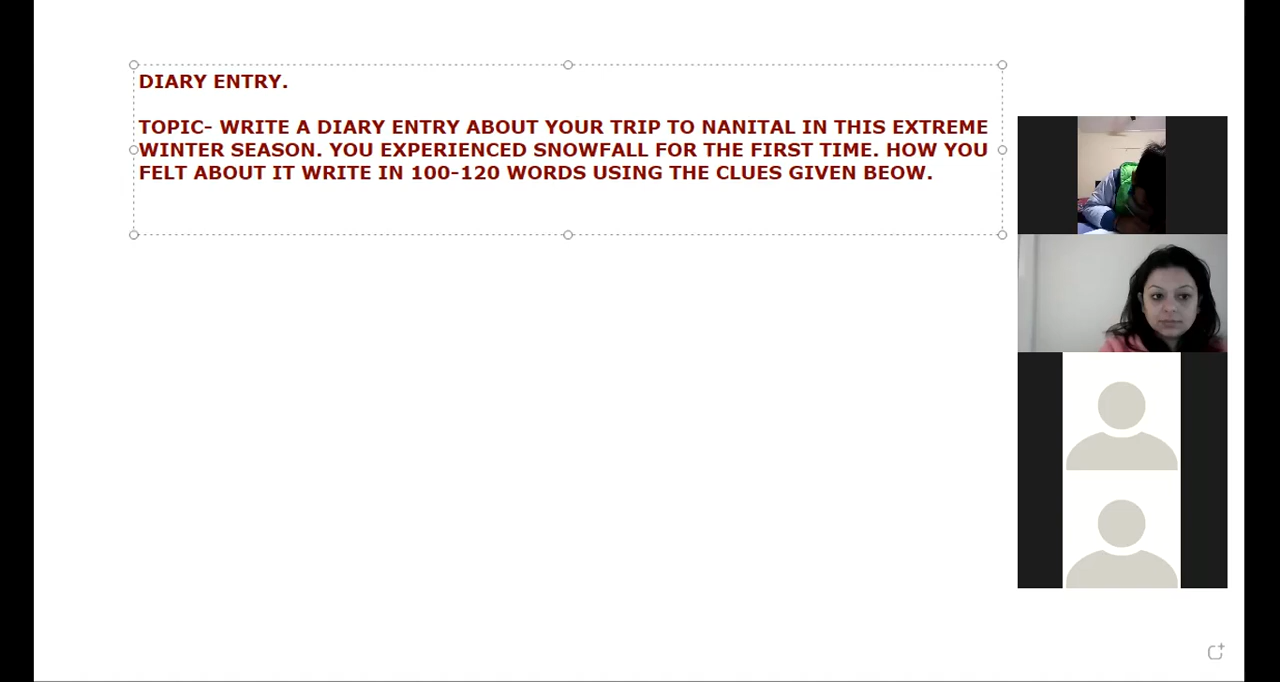 DIARY ENTRY.
TOPIC- WRITE A DIARY ENTRY ABOUT YOUR TRIP TO NANITAL IN THIS EXTREME
WINTER SEASON. YOU EXPERIENCED SNOWFALL FOR THE FIRST TIME. HOW YOU
FELT ABOUT IT WRITE IN 100-120 WORDS USING THE CLUES GIVEN BEOW.